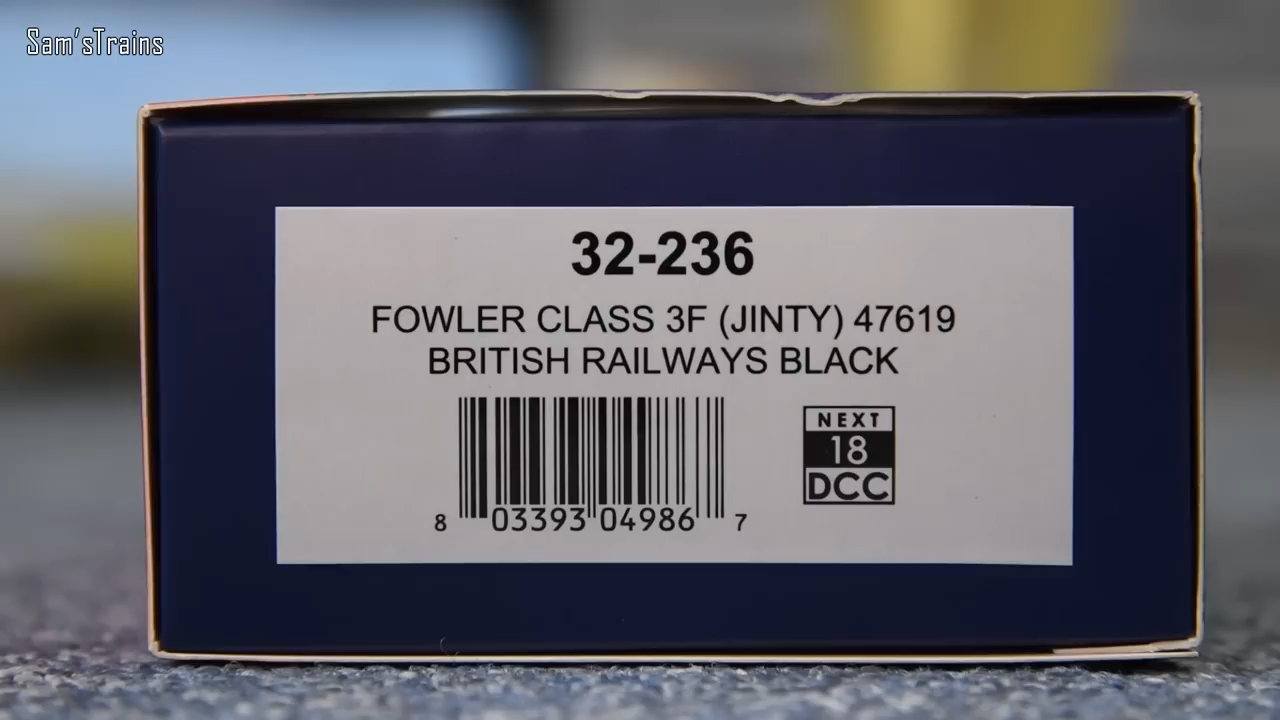 Sam'sTrains
32-236
FOWLER CLASS 3F (JINTY) 47619
BRITISH RAILWAYS BLACK
8 03393 04986 7
NEXT
18
DCC